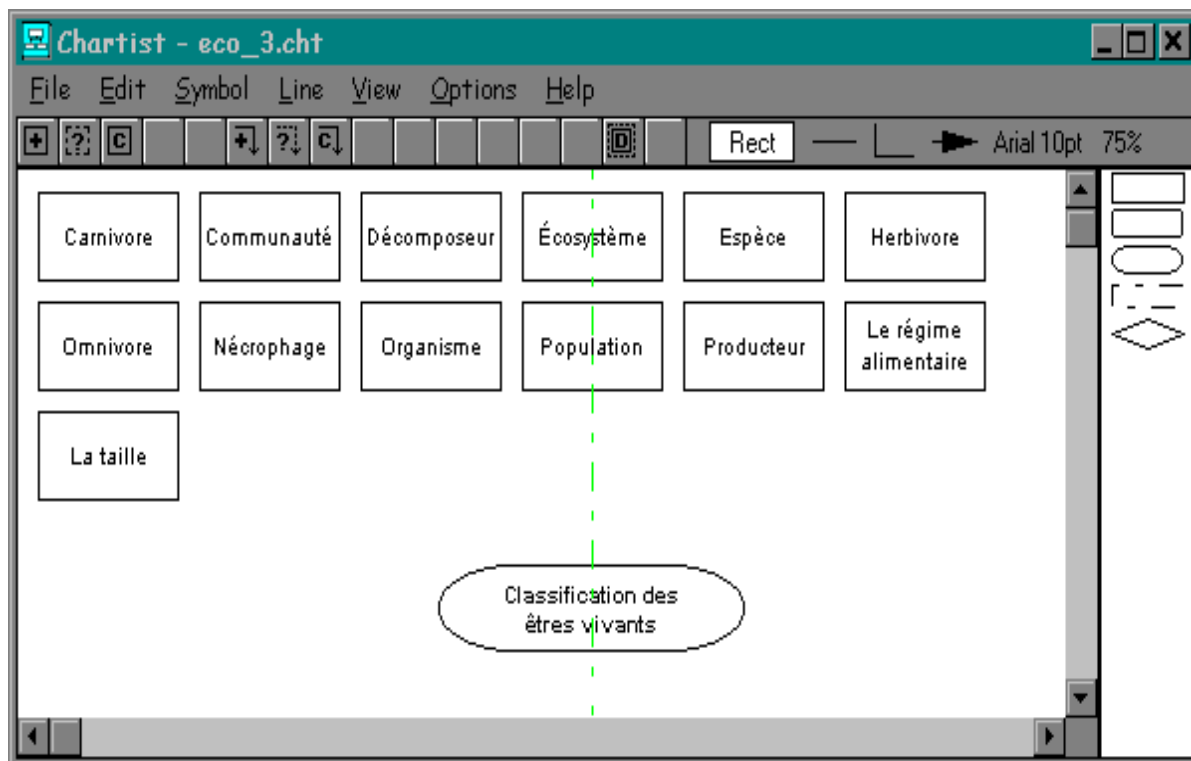 Chartist - eco_3.cht
File Edit Symbol Line View Options Help
+ ? C + ? C D Rect Arial 10pt 75%
Carnivore Communauté Décomposeur Écosystème Espèce Herbivore
Omnivore Nécrophage Organisme Population Producteur Le régime
alimentaire
La taille
Classification des
êtres vivants